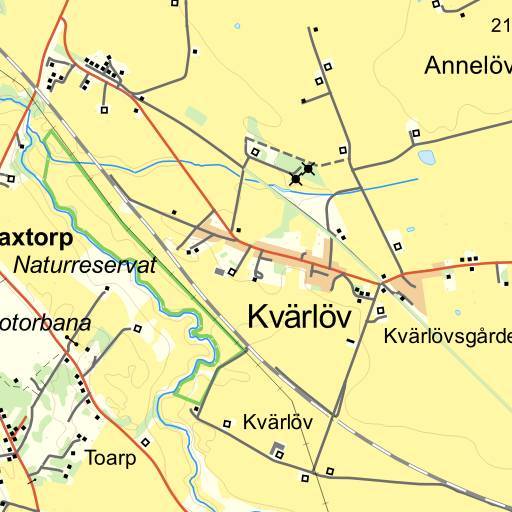 21
Annelöv
axtorp
Naturreservat
otorbana
Kvärlöv
Kvärlövsgårde
Kvärlöv
Toarp